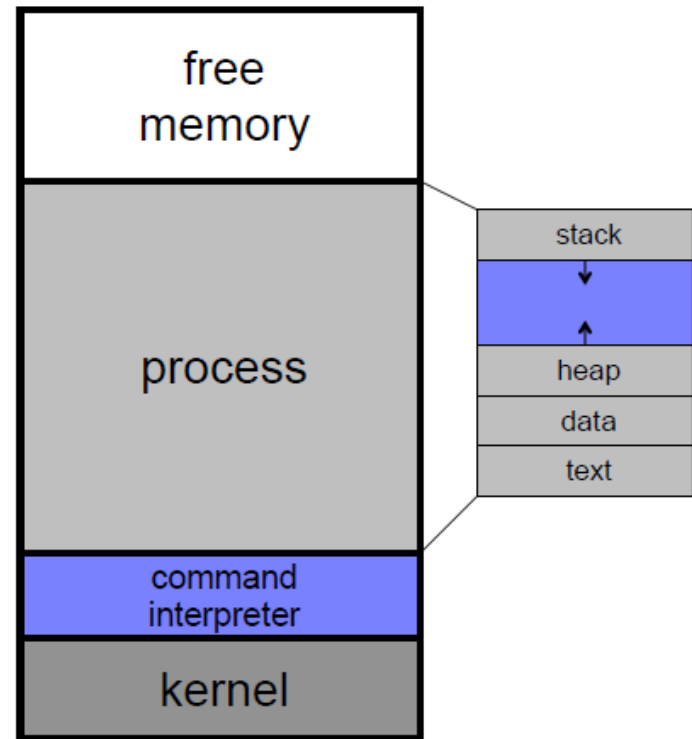 free
memory
process
command
interpreter
kernel
stack
heap
data
text